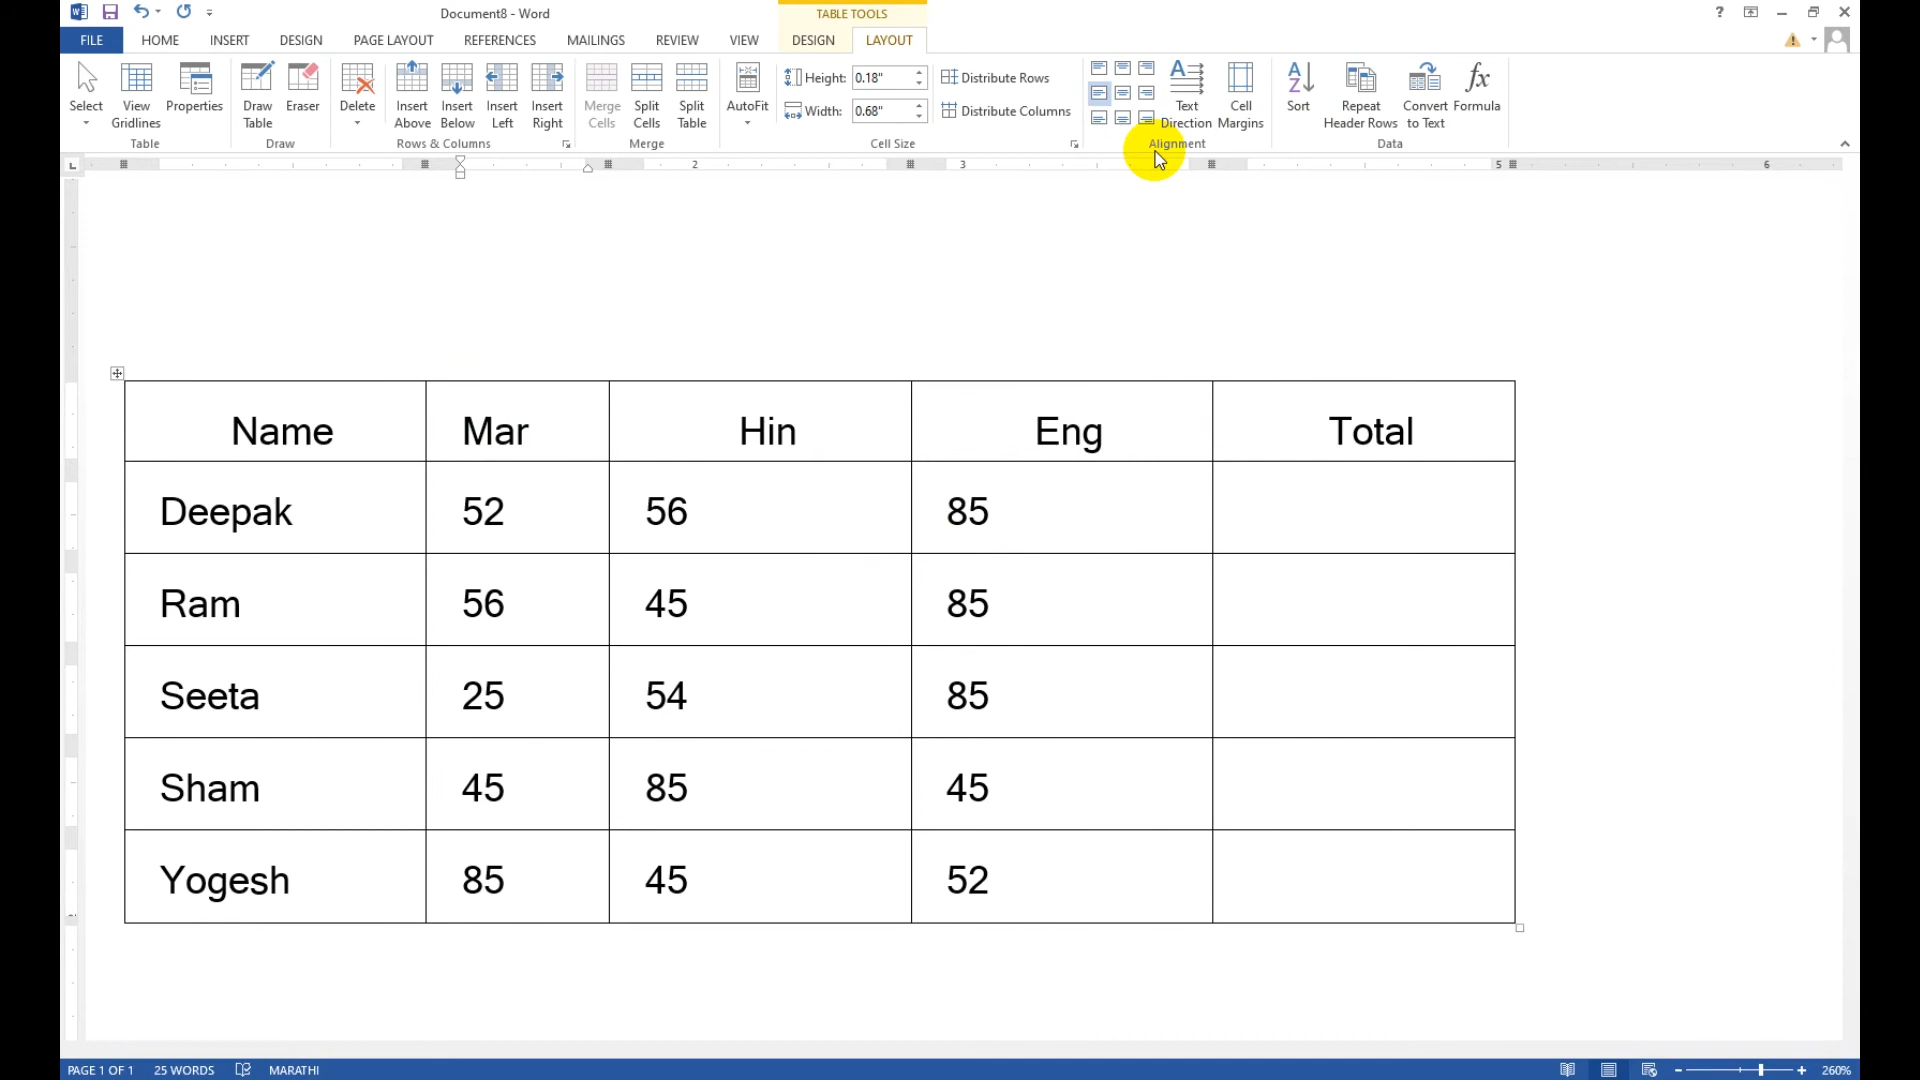 Document8 - Word
TABLE TOOLS
?
FILE HOME INSERT DESIGN PAGE LAYOUT REFERENCES MAILINGS REVIEW VIEW DESIGN LAYOUT
Select
View Gridlines
Properties
Table
Draw Table
Eraser
Draw
Delete
Insert Above
Insert Below
Insert Left
Insert Right
Rows & Columns
Merge Cells
Split Cells
Split Table
Merge
AutoFit
Height: 0.18"
Width: 0.68"
Distribute Rows
Distribute Columns
Cell Size
Text Direction
Cell Margins
Alignment
Sort
Repeat Header Rows
Convert to Text
Formula
Data
2 3 5 6
Name Mar Hin Eng Total
Deepak 52 56 85
Ram 56 45 85
Seeta 25 54 85
Sham 45 85 45
Yogesh 85 45 52
PAGE 1 OF 1 25 WORDS MARATHI 260%